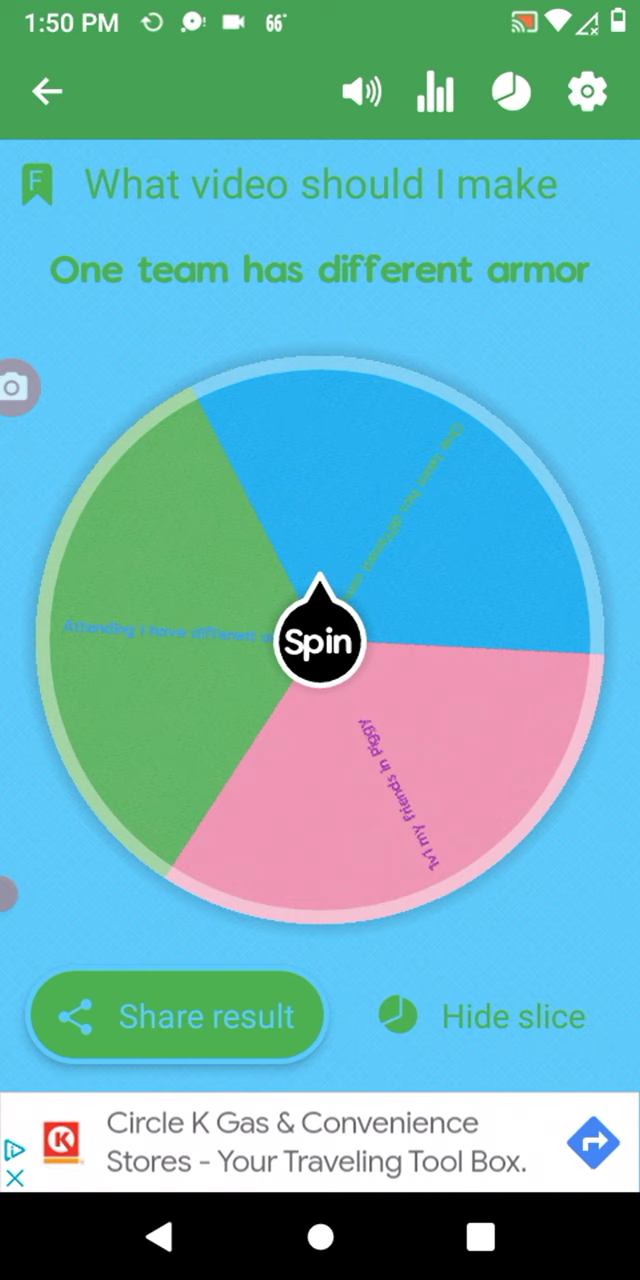 1:50 PM 66°
F What video should I make
One team has different armor
One team has different
Attending I have different
Spin
1v1 my friends in Piggy
Share result
Hide slice
Circle K Gas & Convenience
Stores - Your Traveling Tool Box.